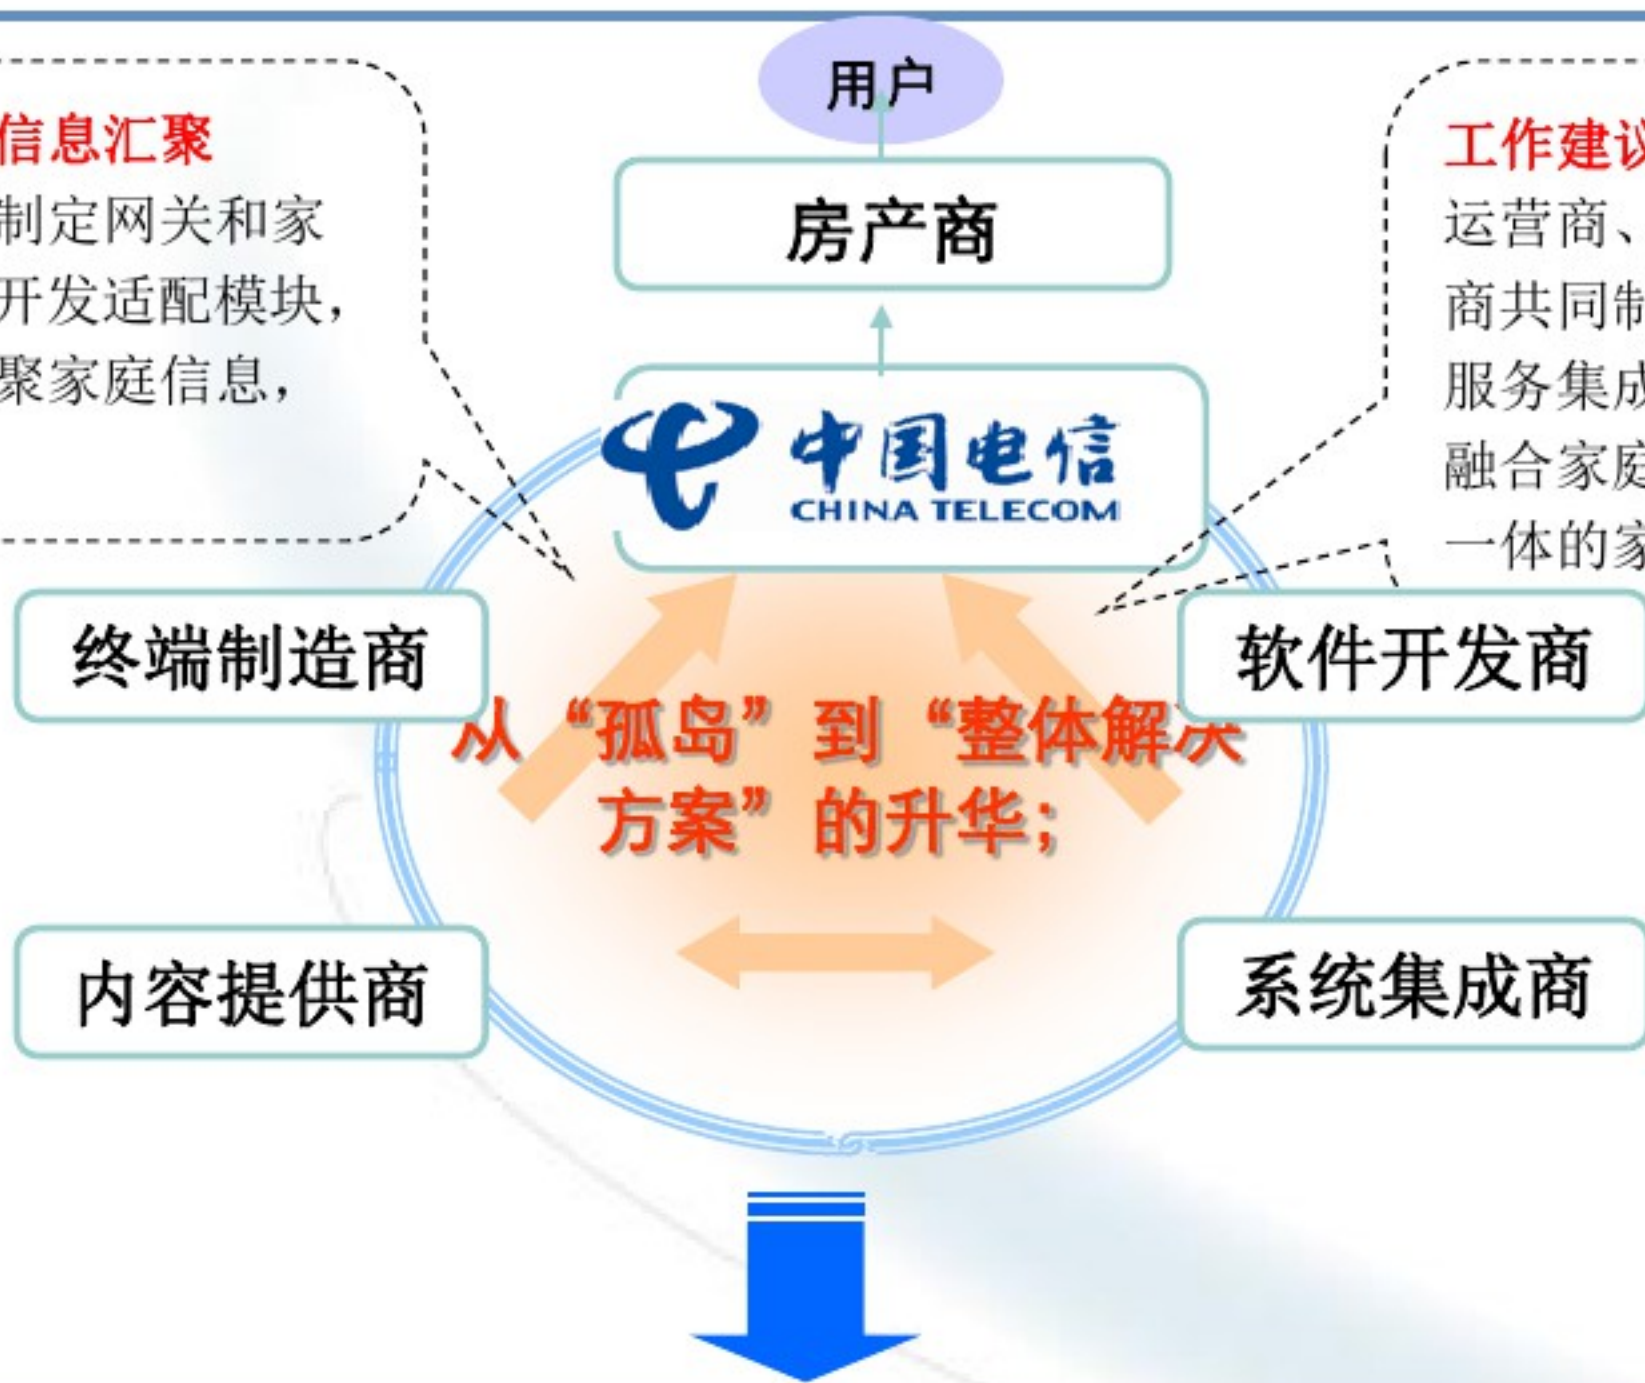 用户
信息汇聚
制定网关和家
开发适配模块，
聚家庭信息，
房产商
中国电信
CHINA TELECOM
工作建议
运营商、
商共同制
服务集成
融合家庭
一体的家
终端制造商
软件开发商
从“孤岛”到“整体解决
方案”的升华；
内容提供商
系统集成商